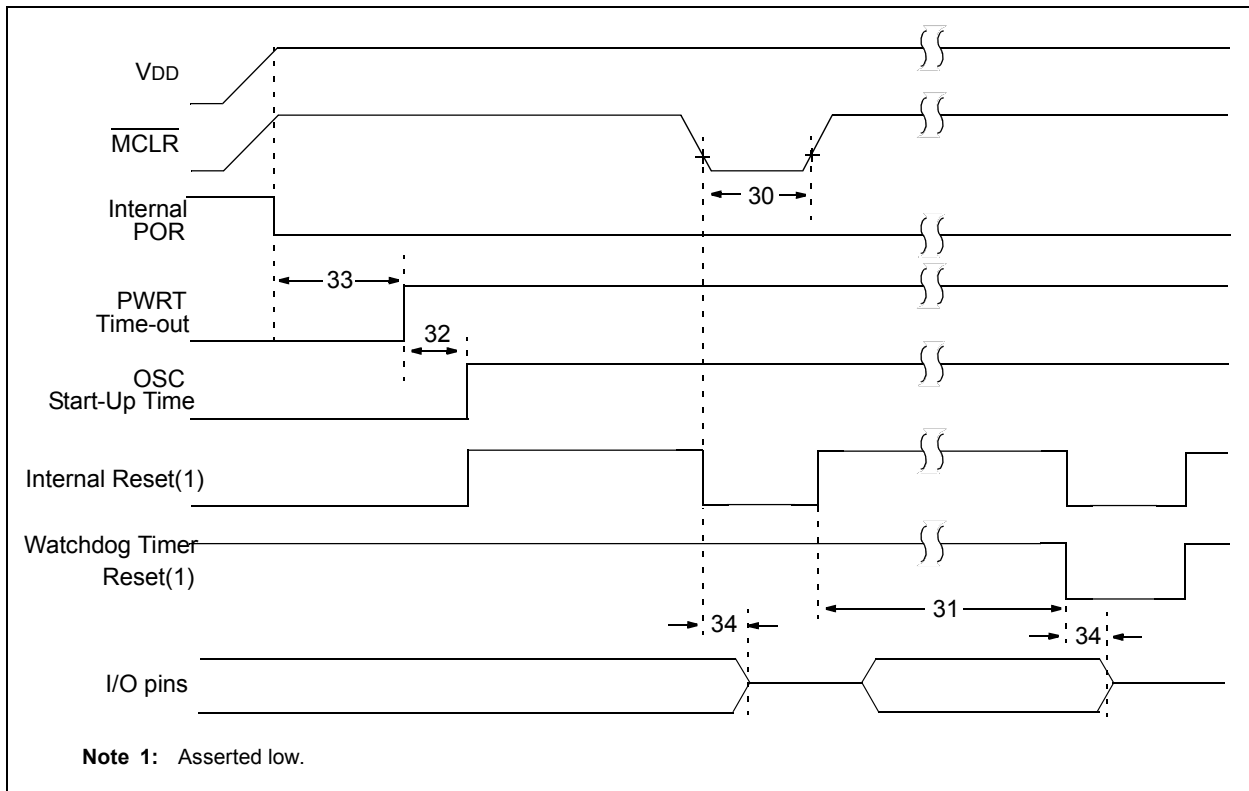 VDD
MCLR
Internal
POR
30
33
PWRT
Time-out
32
OSC
Start-Up Time
Internal Reset(1)
Watchdog Timer
Reset(1)
31
34
34
I/O pins
Note 1: Asserted low.